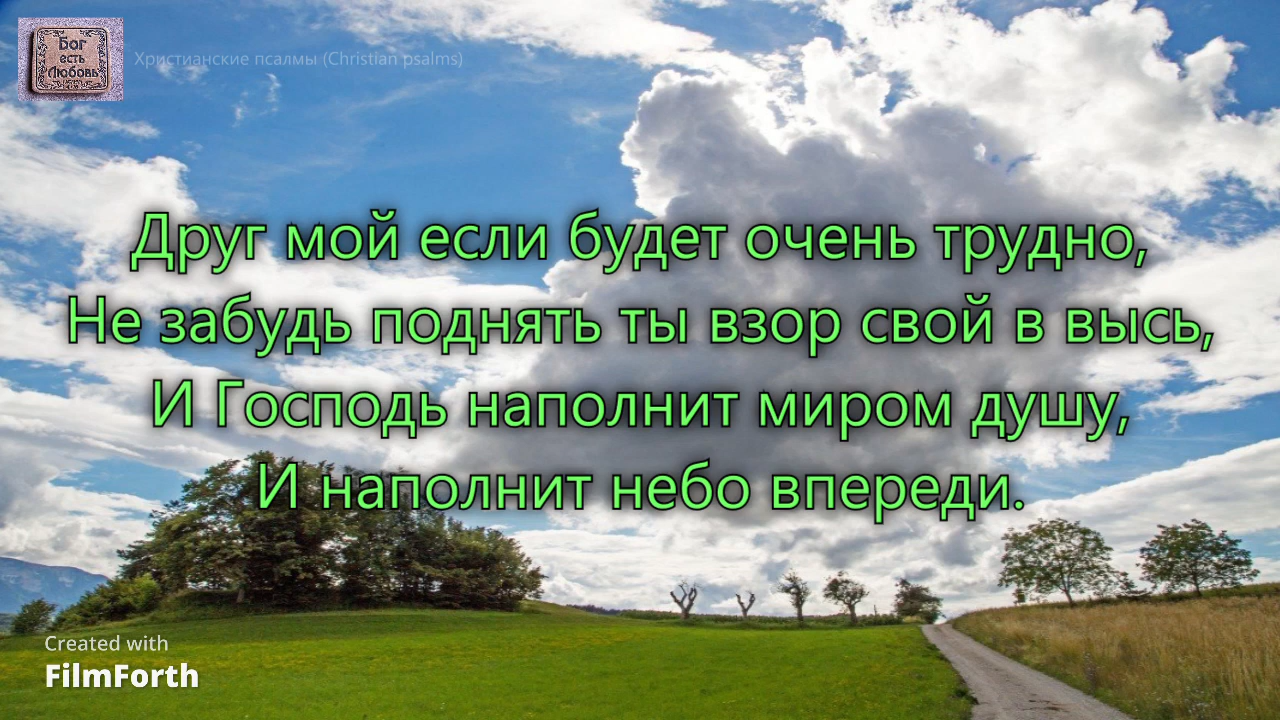 Бог
есть
Любовь
Христианские псалмы (Christian psalms)
Друг мой если будет очень трудно,
Не забудь поднять ты взор свой в высь,
И Господь наполнит миром душу,
И наполнит небо впереди.
Created with
FilmForth